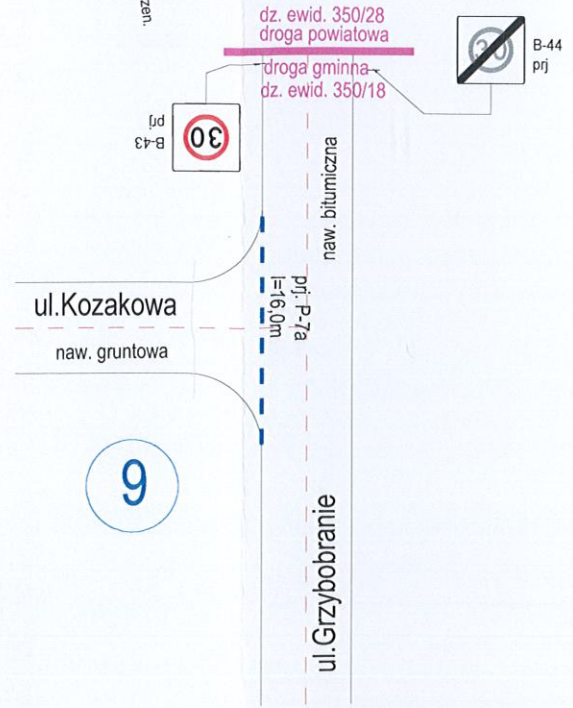 zen.
dz. ewid. 350/28
droga powiatowa
droga gminna
dz. ewid. 350/18
30
B-44
prj
30
B-43
prj
naw. bitumiczna
ul.Kozakowa
naw. gruntowa
prj. P-7a
l=16,0m
9
ul.Grzybobranie